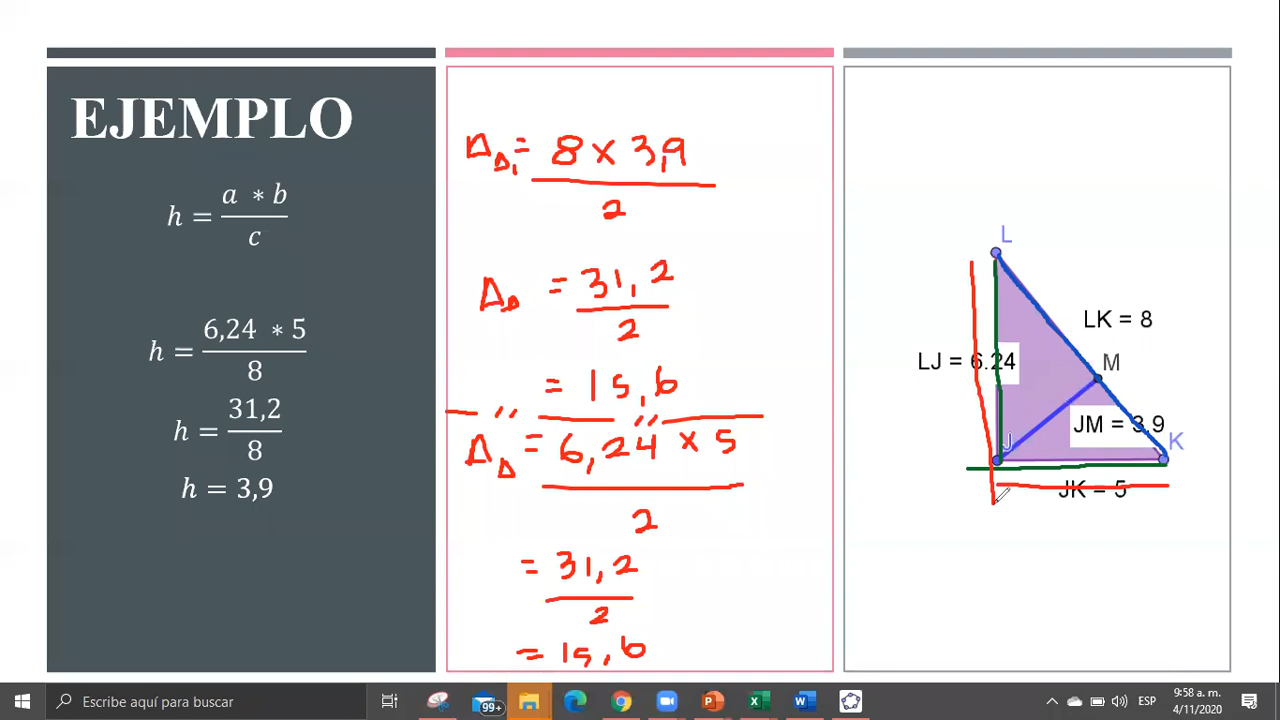 EJEMPLO
h = a * b / c
h = 6,24 * 5 / 8
h = 31,2 / 8
h = 3,9
A△₁ = 8 x 3,9 / 2
A△ = 31,2 / 2
= 15,6
A△ = 6,24 x 5 / 2
= 31,2 / 2
= 15,6
L
LK = 8
LJ = 6.24
M
JM = 3,9
J
K
JK = 5
Escribe aquí para buscar
99+
ESP
9:58 a. m.
4/11/2020